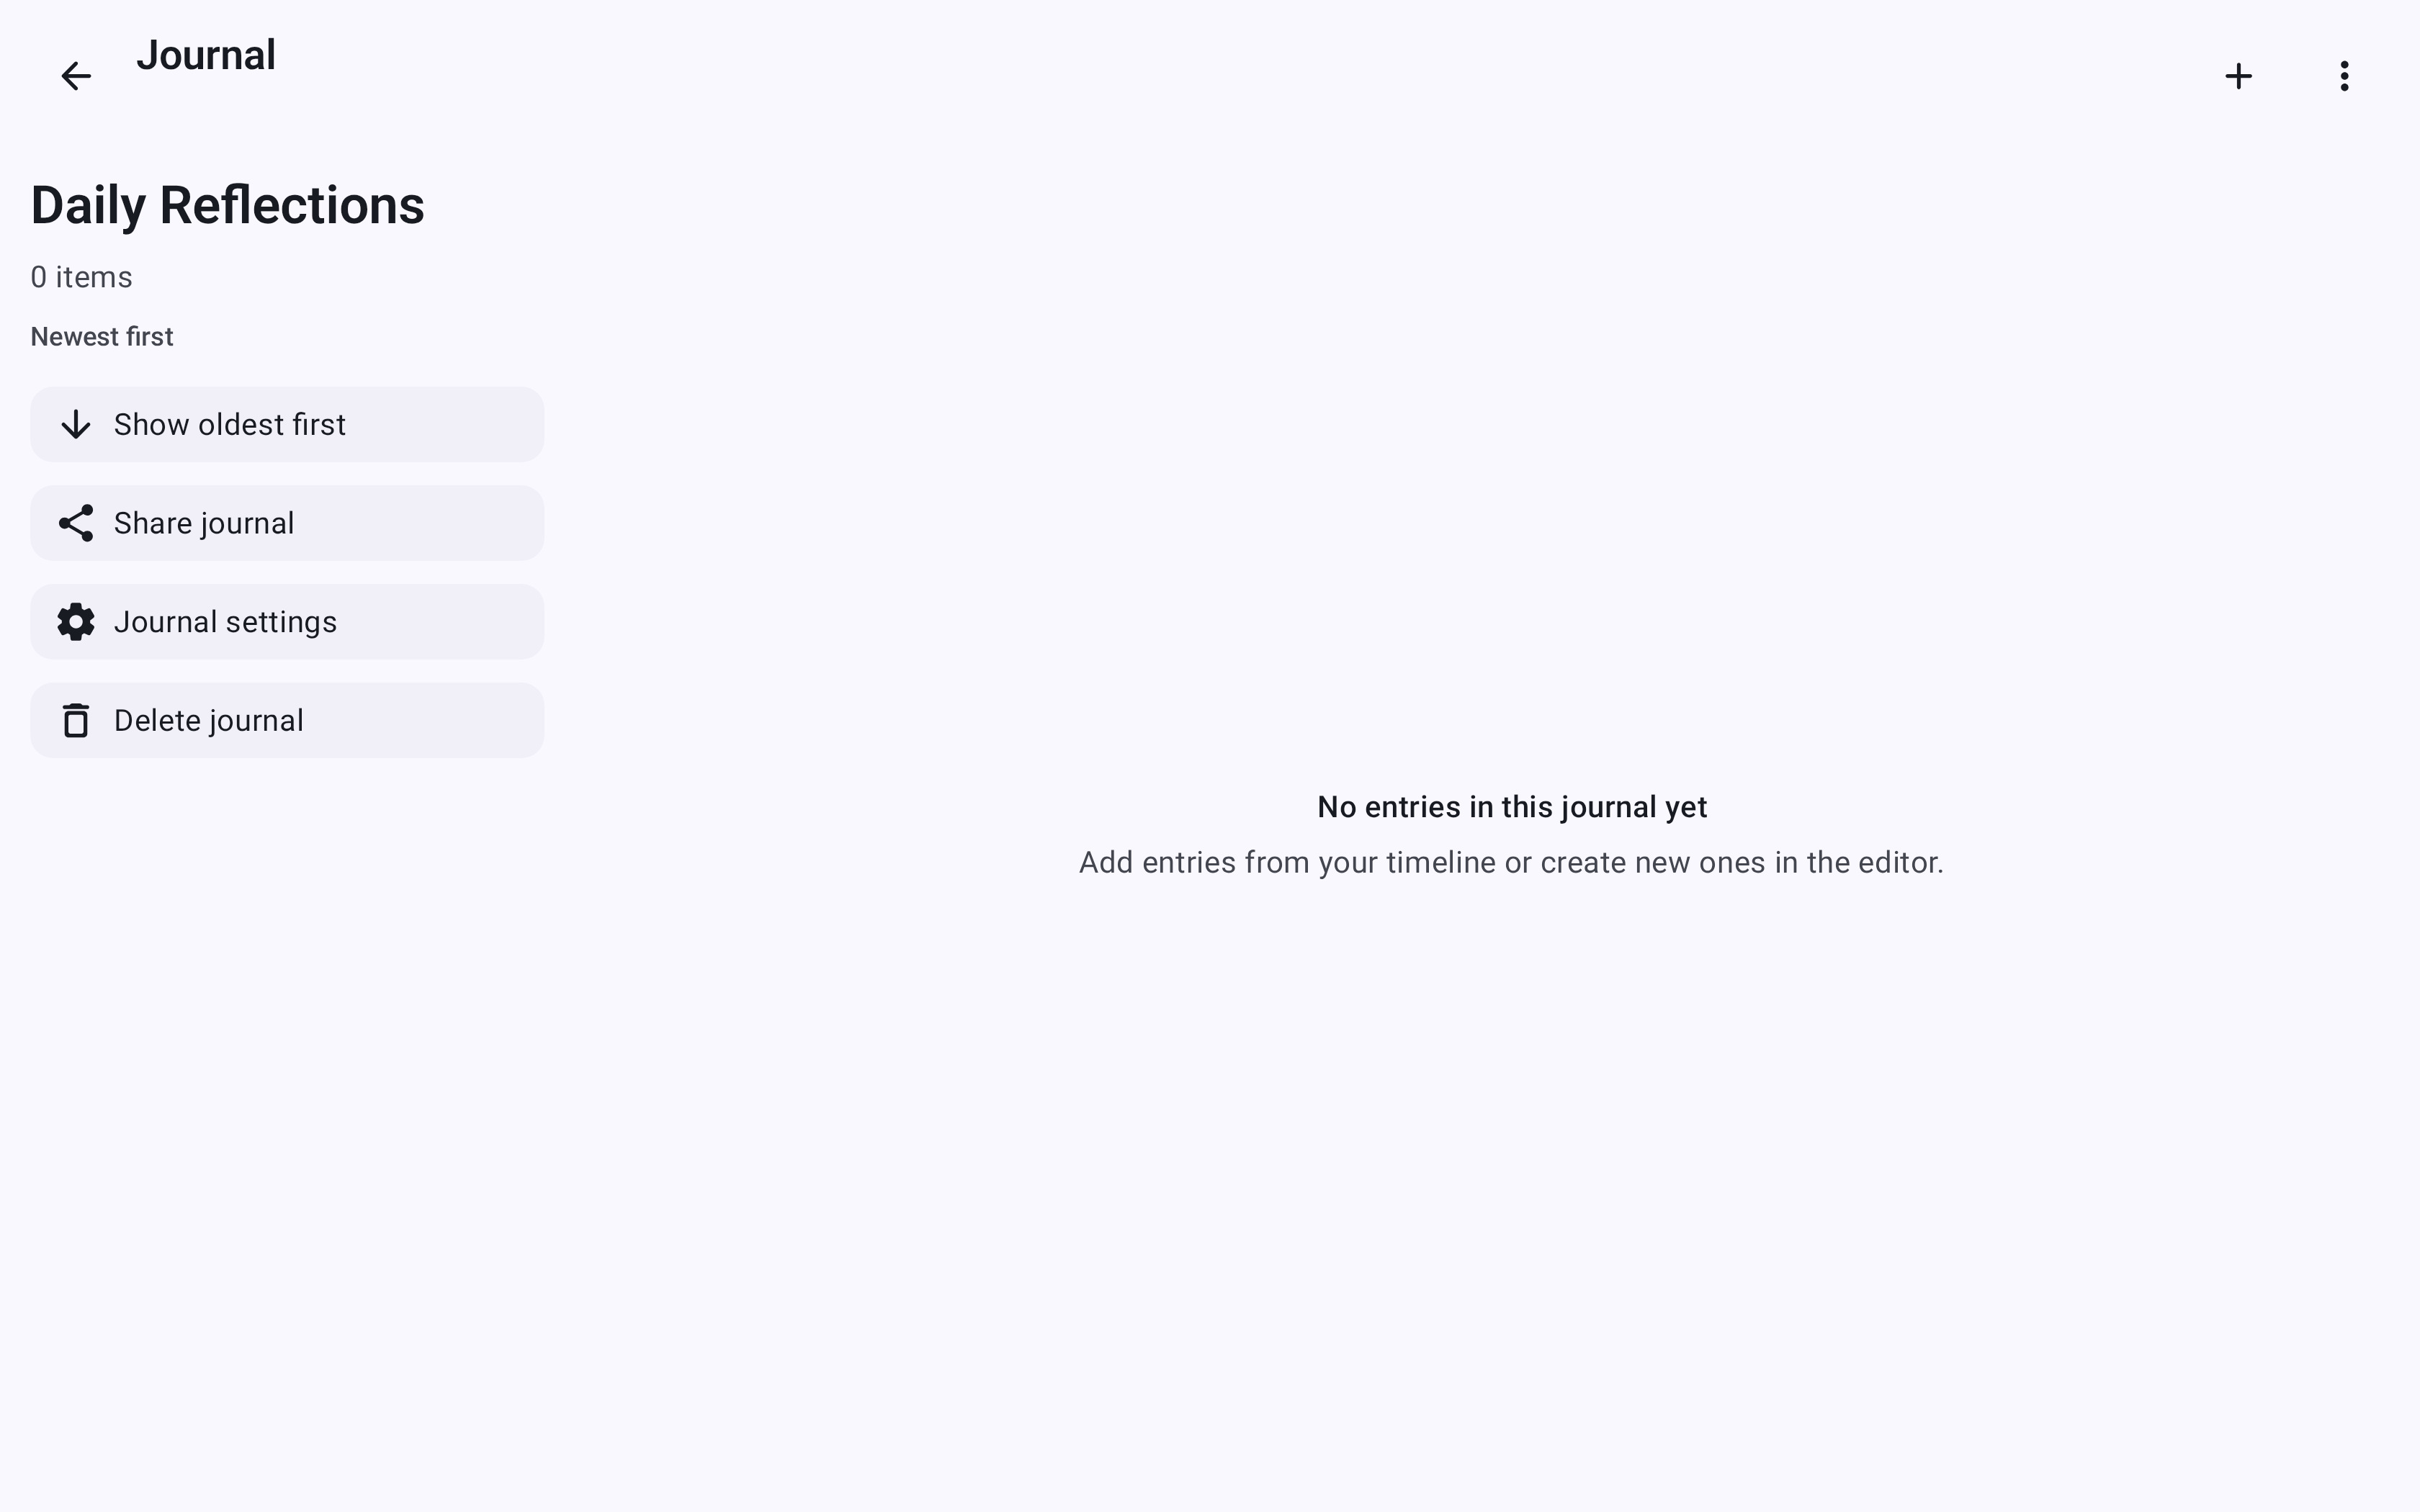 Journal
Daily Reflections
0 items
Newest first
Show oldest first
Share journal
Journal settings
Delete journal
No entries in this journal yet
Add entries from your timeline or create new ones in the editor.